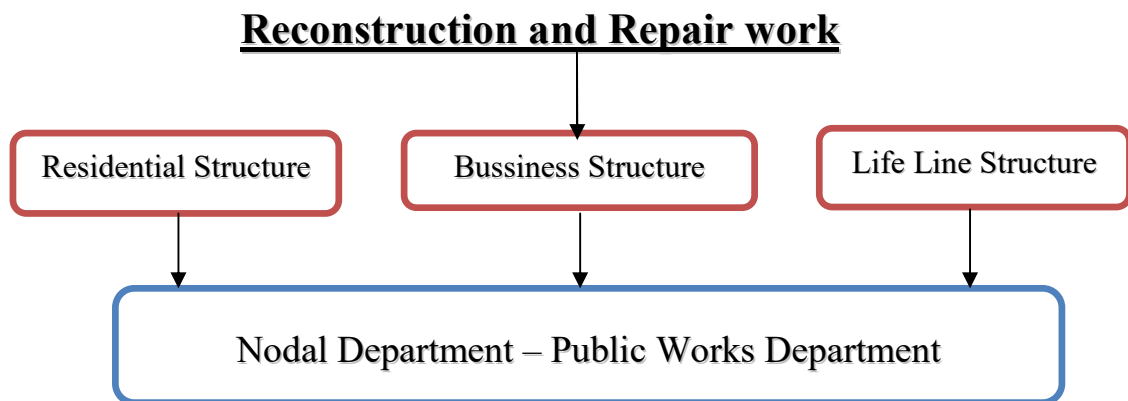 Reconstruction and Repair work
Residential Structure
Bussiness Structure
Life Line Structure
Nodal Department – Public Works Department